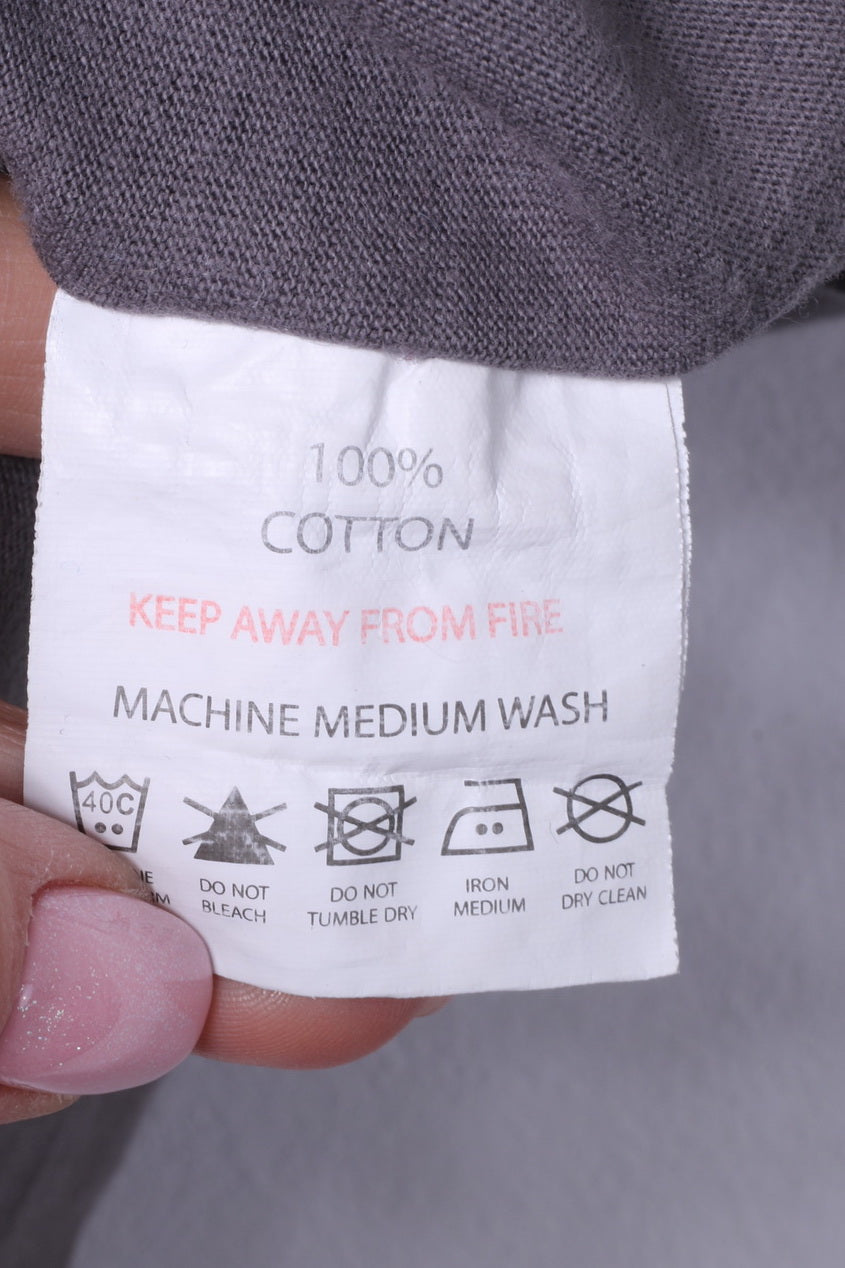 100%
COTTON
KEEP AWAY FROM FIRE
MACHINE MEDIUM WASH
40C
DO NOT
BLEACH
DO NOT
TUMBLE DRY
IRON
MEDIUM
DO NOT
DRY CLEAN